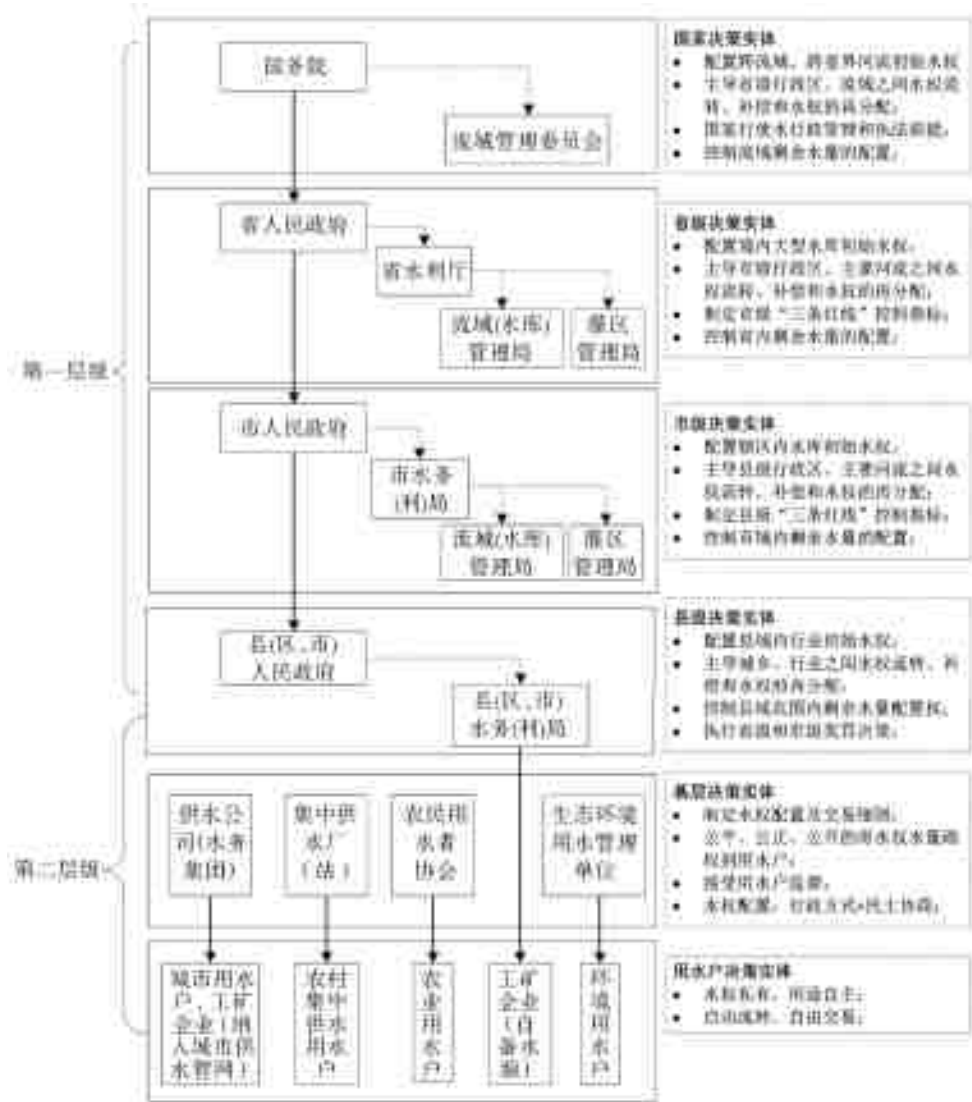 国务院
流域管理委员会
国家决策实体
• 配置跨流域、跨省界河流初始水权
• 主导省级行政区、流域之间水权流
转、补偿和水权的再分配;
• 国家行使水行政管理和执法职能;
• 控制流域剩余水量的配置;
第一层级
省人民政府
省水利厅
流域(水库)
管理局
灌区
管理局
省级决策实体
• 配置境内大型水库初始水权;
• 主导市级行政区、主要河流之间水
权流转、补偿和水权的再分配;
• 制定市级“三条红线”控制指标;
• 控制省内剩余水量的配置;
市人民政府
市水务
(利)局
流域(水库)
管理局
灌区
管理局
市级决策实体
• 配置辖区内水库初始水权;
• 主导县级行政区、主要河流之间水
权流转、补偿和水权的再分配;
• 制定县级“三条红线”控制指标;
• 控制市域内剩余水量的配置;
县(区、市)
人民政府
县(区、市)
水务(利)局
县级决策实体
• 配置县域内行业初始水权;
• 主导城乡、行业之间水权流转、补
偿和水权的再分配;
• 控制县域范围内剩余水量配置权;
• 执行省级和市级奖罚决策;
第二层级
供水公
司(水务
集团)
集中供
水厂
(站)
农民用
水者
协会
生态环境
用水管理
单位
基层决策实体
• 制定水权配置及交易细则;
• 公平、公正、公开的将水权水量确
权到用水户;
• 接受用水户监督;
• 水权配置:行政方式+民主协商;
城市用水
户、工矿
企业(纳
入城市供
水管网)
农村
集中
供水
用水
户
农
业
用
水
户
工矿
企业
(自
备水
源)
环
境
用
水
户
用水户决策实体
• 水权私有、用途自主;
• 自由流转、自由交易;